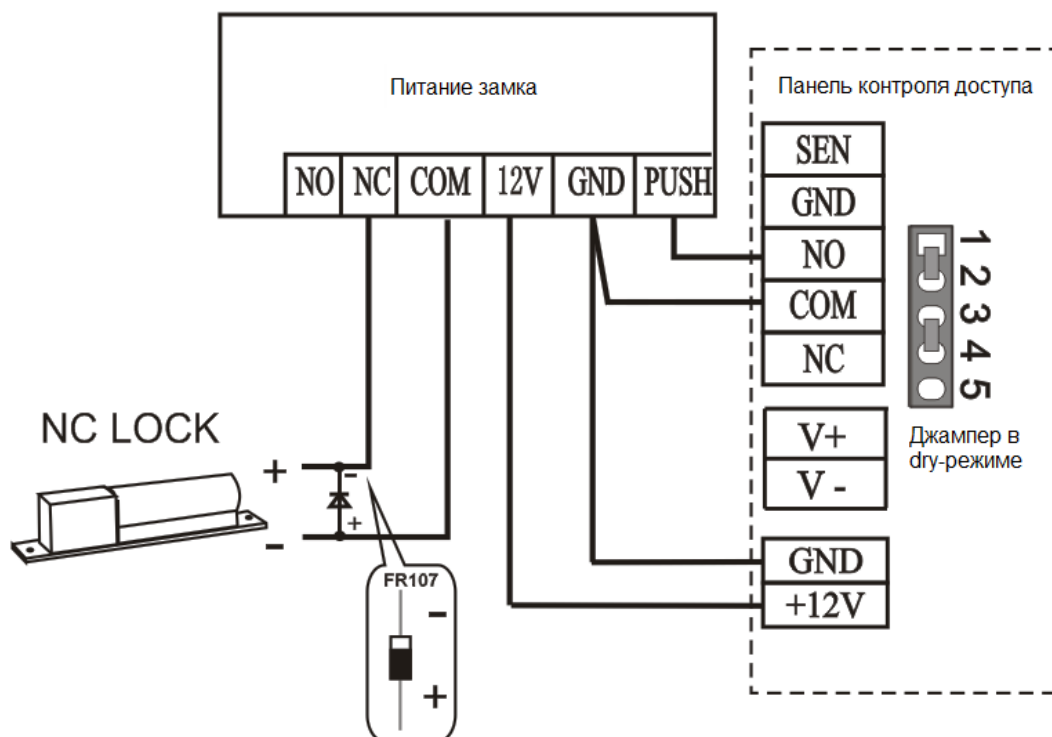 Питание замка
NO NC COM 12V GND PUSH
Панель контроля доступа
SEN
GND
NO
COM
NC
1
2
3
4
5
V+
V -
Джампер в
dry-режиме
GND
+12V
NC LOCK
+
-
-
+
FR107
-
+